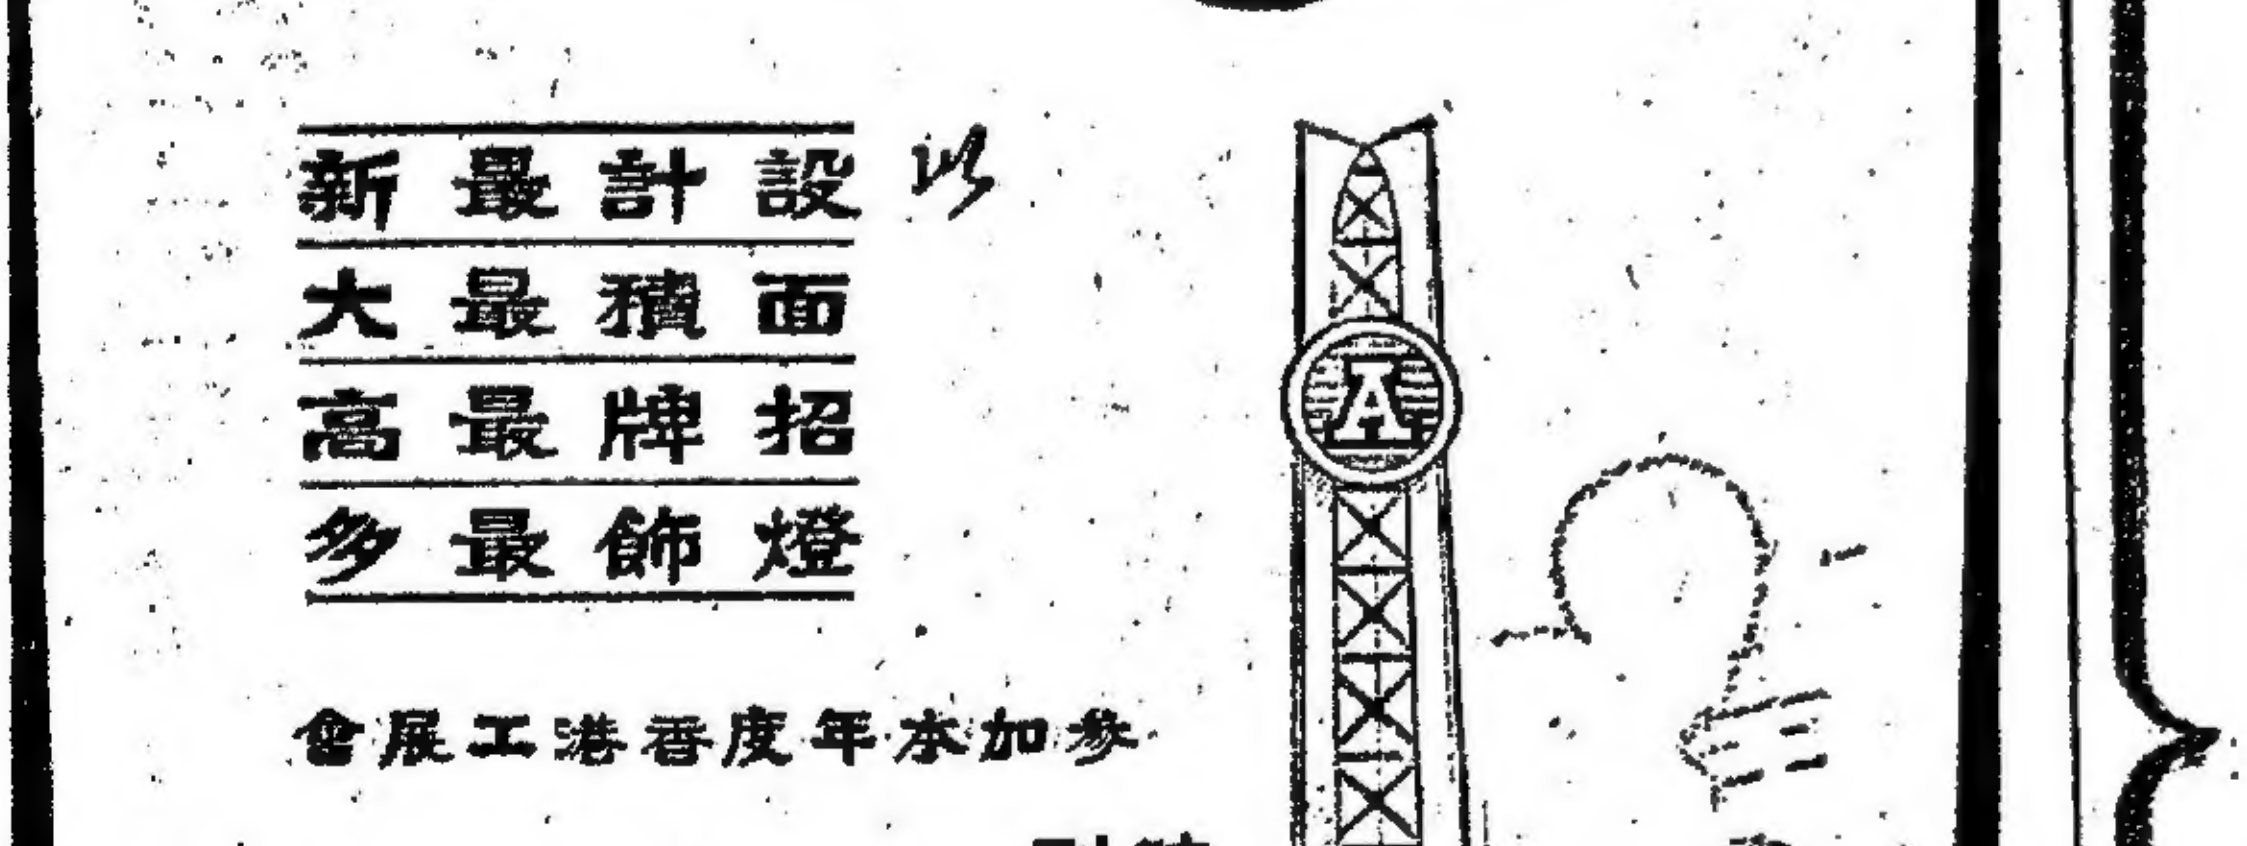 以
設計最新
面積最大
招牌最高
燈飾最多
參加本年度香港工展會
A